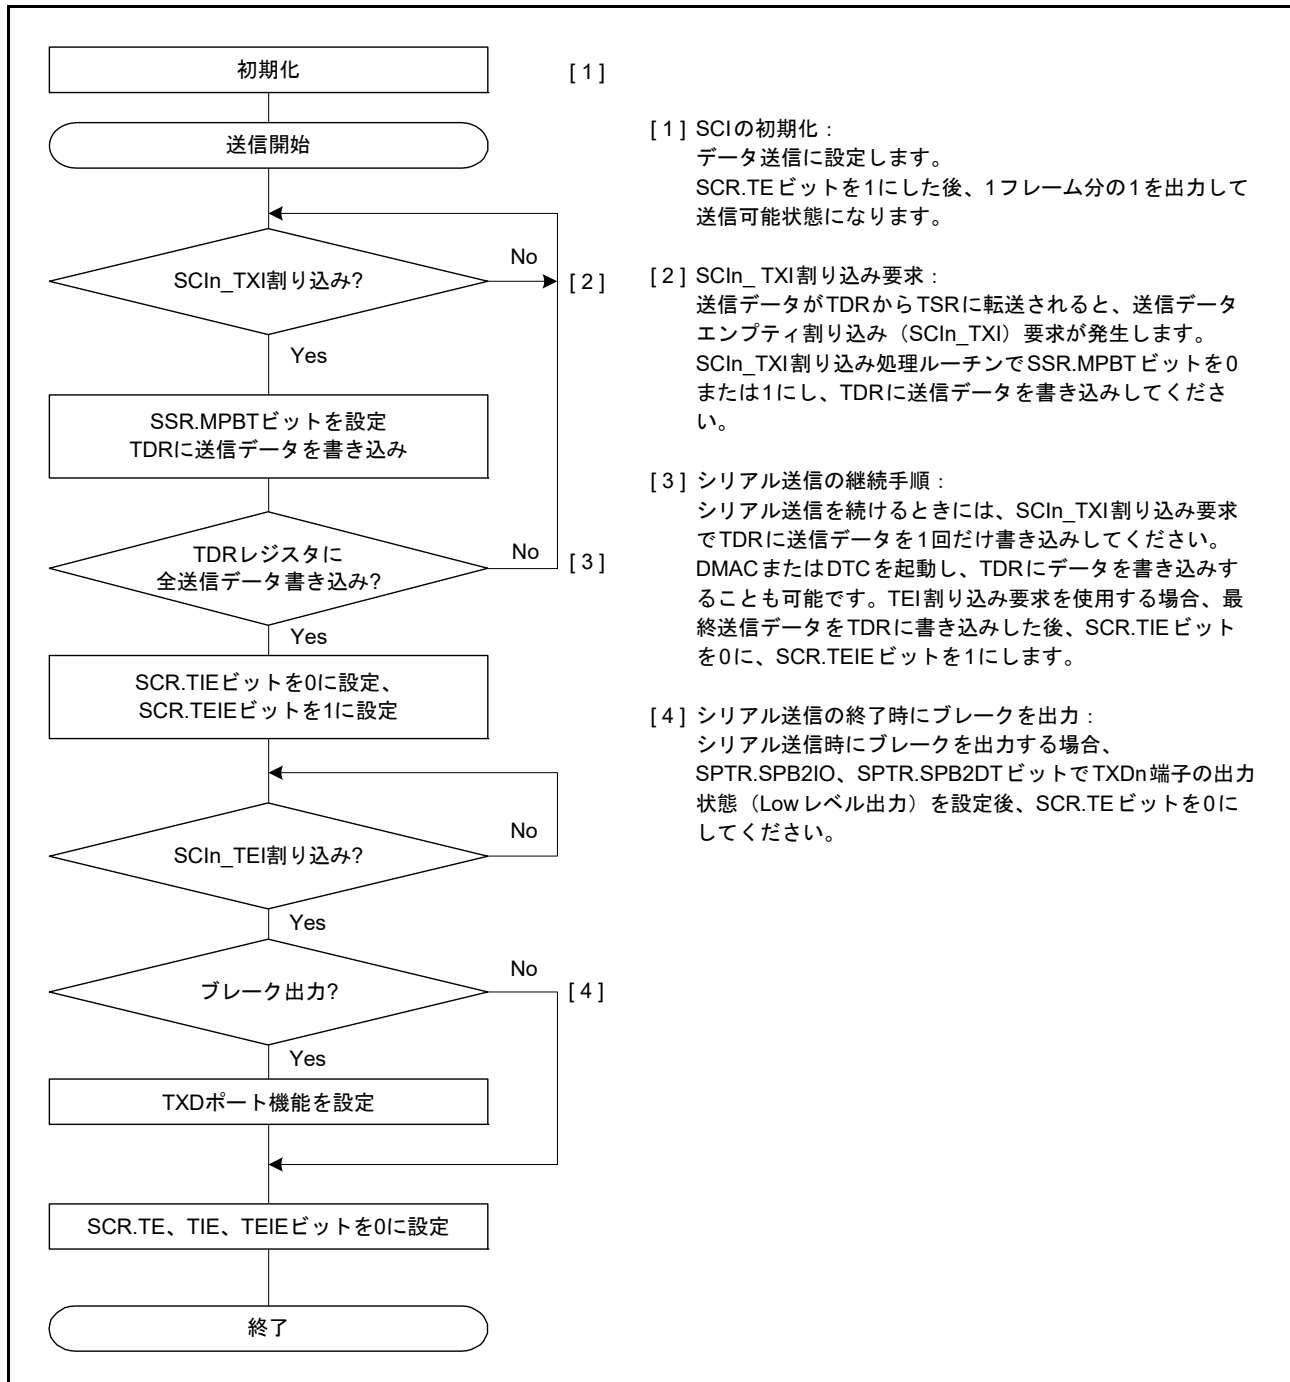 初期化
[ 1 ]
送信開始
SCIn_TXI割り込み?
No
[ 2 ]
Yes
SSR.MPBTビットを設定
TDRに送信データを書き込み
TDRレジスタに
全送信データ書き込み?
No
[ 3 ]
Yes
SCR.TIEビットを0に設定、
SCR.TEIEビットを1に設定
SCIn_TEI割り込み?
No
Yes
ブレーク出力?
No
[ 4 ]
Yes
TXDポート機能を設定
SCR.TE、TIE、TEIEビットを0に設定
終了
[ 1 ] SCIの初期化：
データ送信に設定します。
SCR.TEビットを1にした後、1フレーム分の1を出力して
送信可能状態になります。
[ 2 ] SCIn_ TXI割り込み要求：
送信データがTDRからTSRに転送されると、送信データ
エンプティ割り込み（SCIn_TXI）要求が発生します。
SCIn_TXI割り込み処理ルーチンでSSR.MPBTビットを0
または1にし、TDRに送信データを書き込みしてくださ
い。
[ 3 ] シリアル送信の継続手順：
シリアル送信を続けるときには、SCIn_TXI割り込み要求
でTDRに送信データを1回だけ書き込みしてください。
DMACまたはDTCを起動し、TDRにデータを書き込みす
ることも可能です。TEI割り込み要求を使用する場合、最
終送信データをTDRに書き込みした後、SCR.TIEビット
を0に、SCR.TEIEビットを1にします。
[ 4 ] シリアル送信の終了時にブレークを出力：
シリアル送信時にブレークを出力する場合、
SPTR.SPB2IO、SPTR.SPB2DTビットでTXDn端子の出力
状態（Lowレベル出力）を設定後、SCR.TEビットを0に
してください。